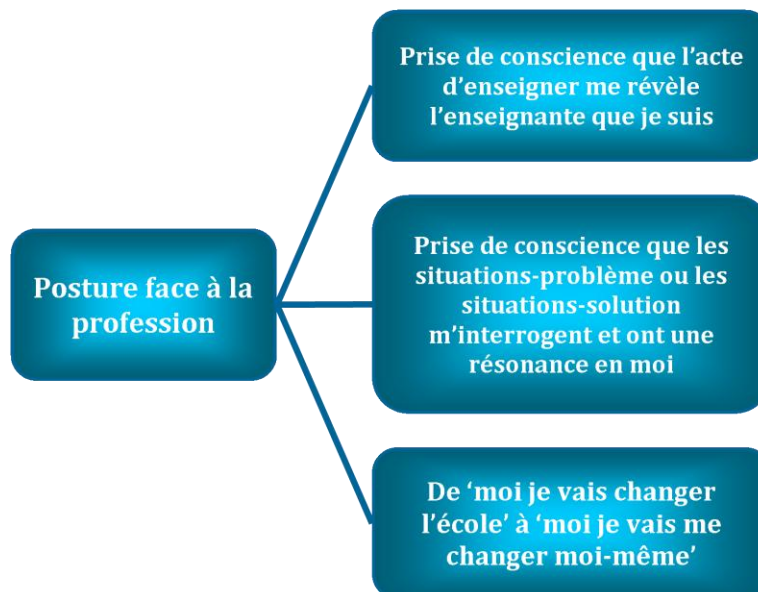 Prise de conscience que l’acte
d’enseigner me révèle
l’enseignante que je suis
Posture face à la
profession
Prise de conscience que les
situations-problème ou les
situations-solution
m’interrogent et ont une
résonance en moi
De ‘moi je vais changer
l’école’ à ‘moi je vais me
changer moi-même’